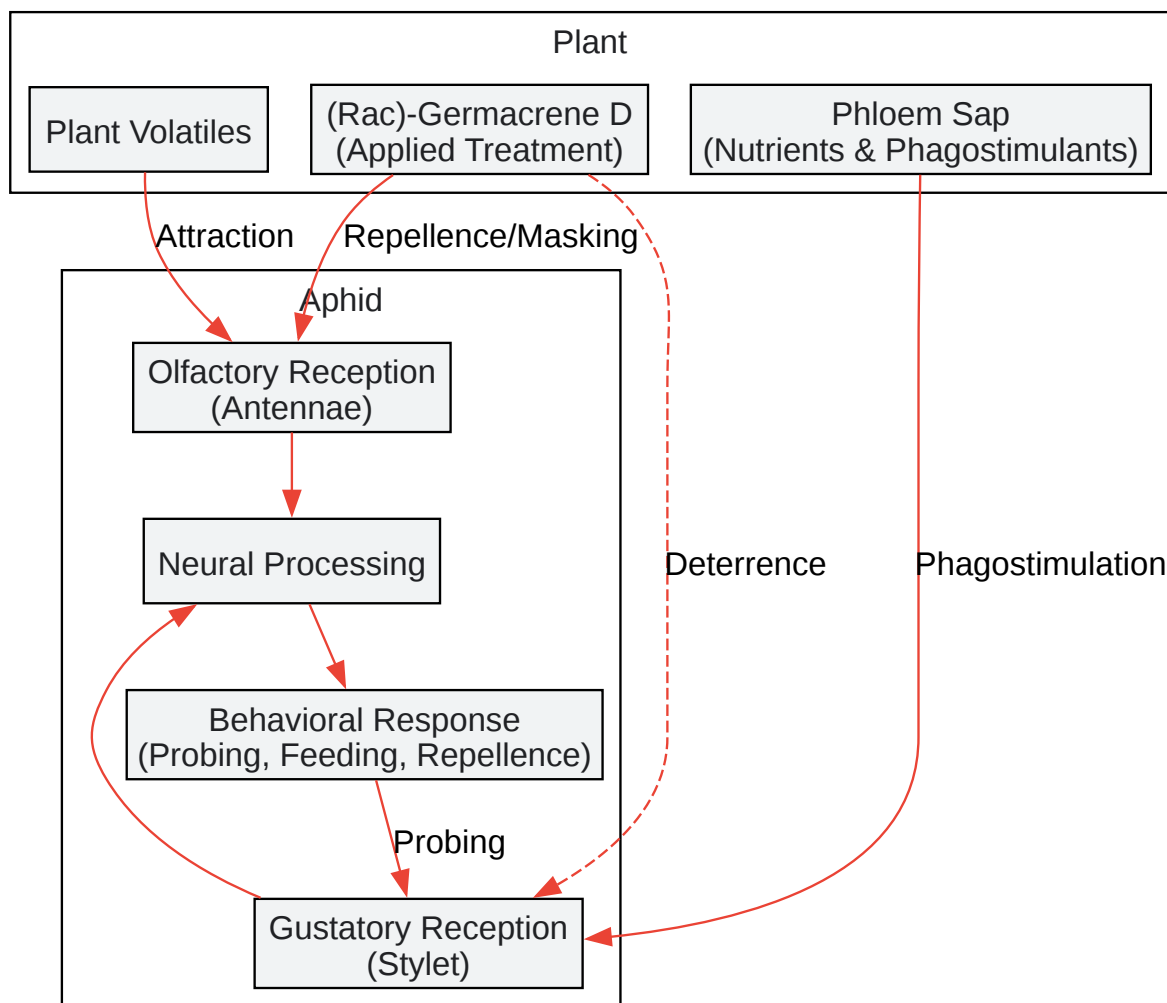 Plant
Plant Volatiles
(Rac)-Germacrene D
(Applied Treatment)
Phloem Sap
(Nutrients & Phagostimulants)
Attraction
Repellence/Masking
Aphid
Olfactory Reception
(Antennae)
Neural Processing
Deterrence
Phagostimulation
Behavioral Response
(Probing, Feeding, Repellence)
Probing
Gustatory Reception
(Stylet)